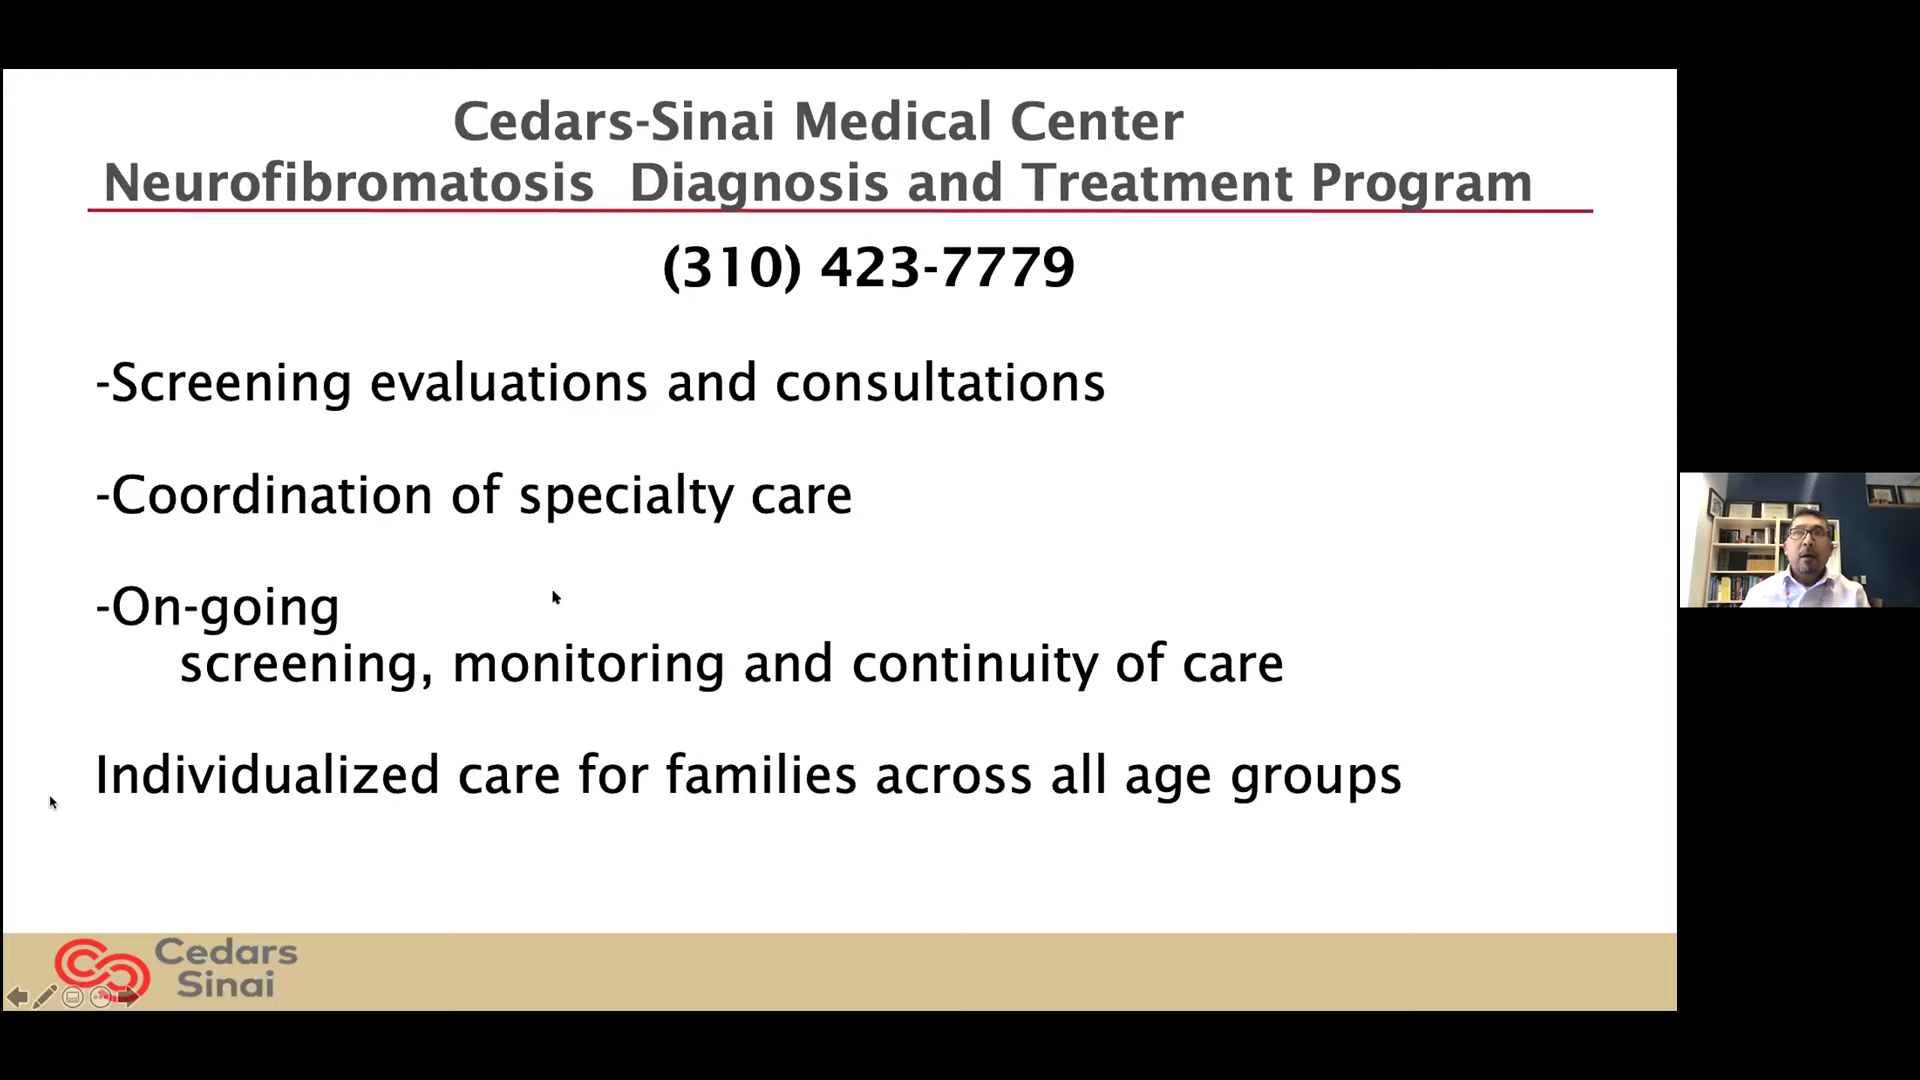 Cedars-Sinai Medical Center
Neurofibromatosis Diagnosis and Treatment Program
(310) 423-7779
-Screening evaluations and consultations
-Coordination of specialty care
-On-going
screening, monitoring and continuity of care
Individualized care for families across all age groups
Cedars
Sinai